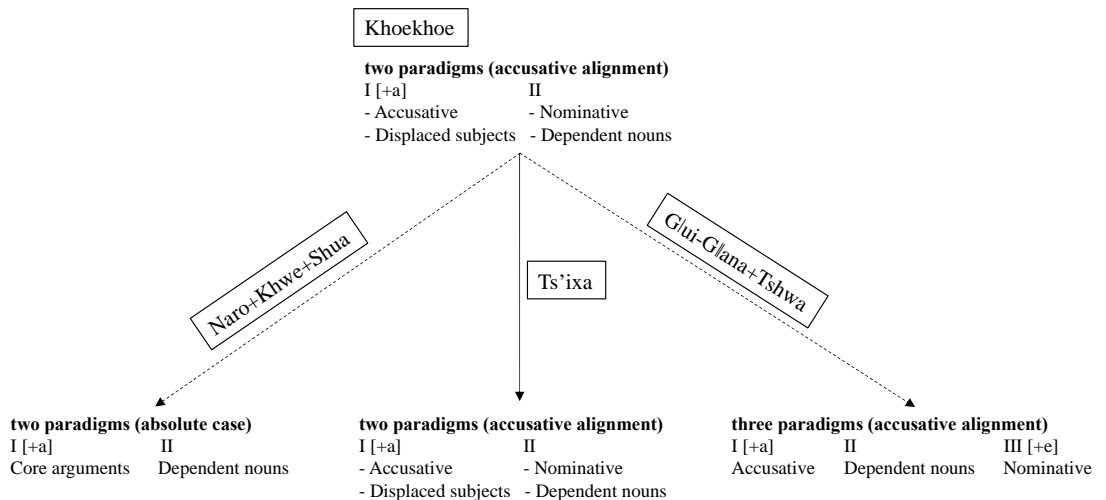 Khoekhoe
two paradigms (accusative alignment)
I [+a] II
- Accusative - Nominative
- Displaced subjects - Dependent nouns
Naro+Khwe+Shua
Ts’ixa
Gǀui-Gǁana+Tshwa
two paradigms (absolute case)
I [+a] II
Core arguments Dependent nouns
two paradigms (accusative alignment)
I [+a] II
- Accusative - Nominative
- Displaced subjects - Dependent nouns
three paradigms (accusative alignment)
I [+a] II III [+e]
Accusative Dependent nouns Nominative